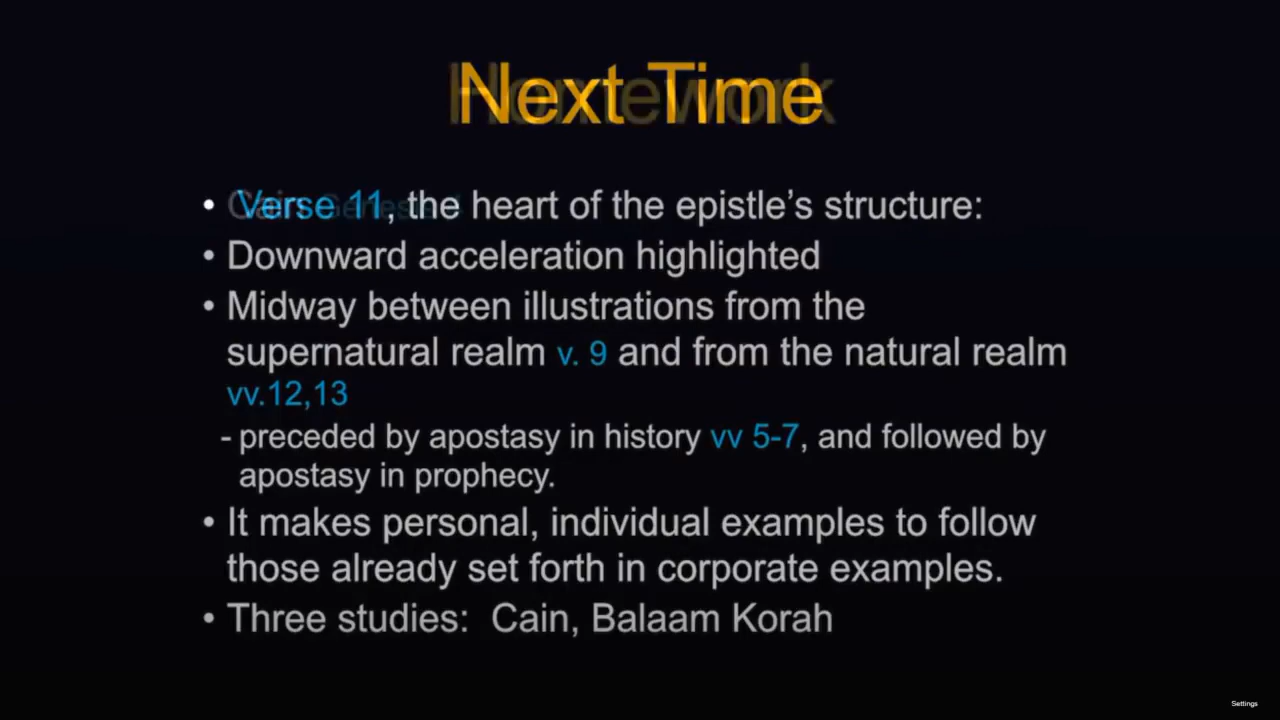 Next Time
Homework
• Verse 11, the heart of the epistle's structure:
• Downward acceleration highlighted
• Midway between illustrations from the
supernatural realm v. 9 and from the natural realm
vv.12,13
- preceded by apostasy in history vv 5-7, and followed by
apostasy in prophecy.
• It makes personal, individual examples to follow
those already set forth in corporate examples.
• Three studies:  Cain, Balaam Korah
Settings